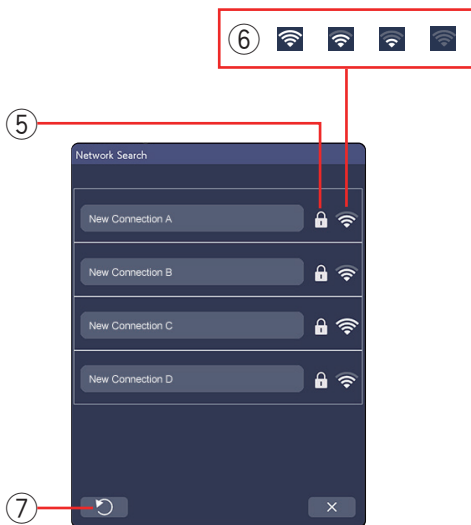 ⑥
⑤
Network Search
New Connection A
New Connection B
New Connection C
New Connection D
⑦